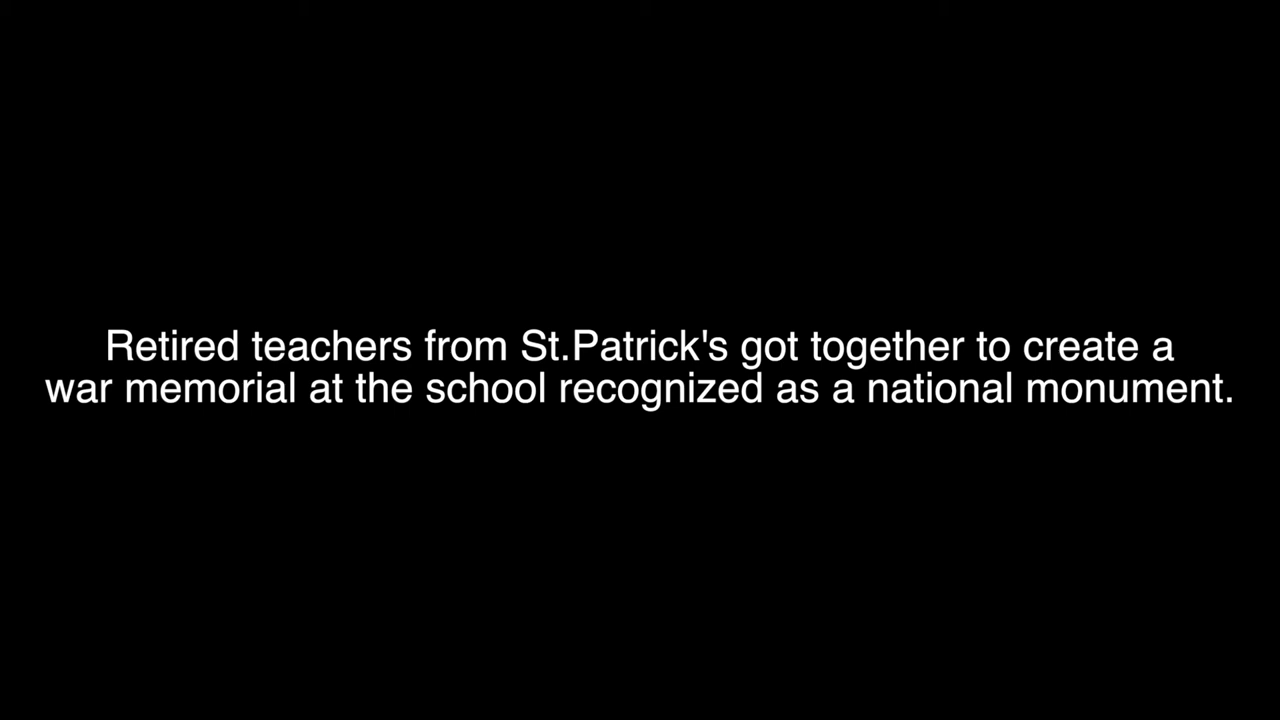 Retired teachers from St.Patrick's got together to create a
war memorial at the school recognized as a national monument.